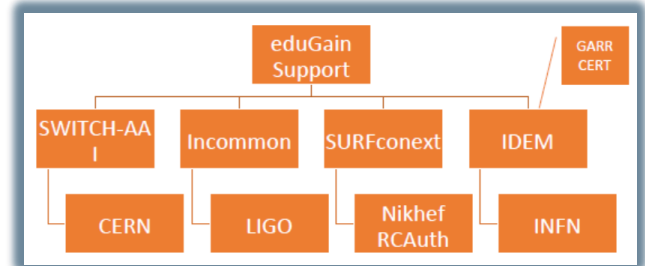 eduGain
Support
GARR
CERT
SWITCH-AA
I
Incommon
SURFconext
IDEM
CERN
LIGO
Nikhef
RCAuth
INFN